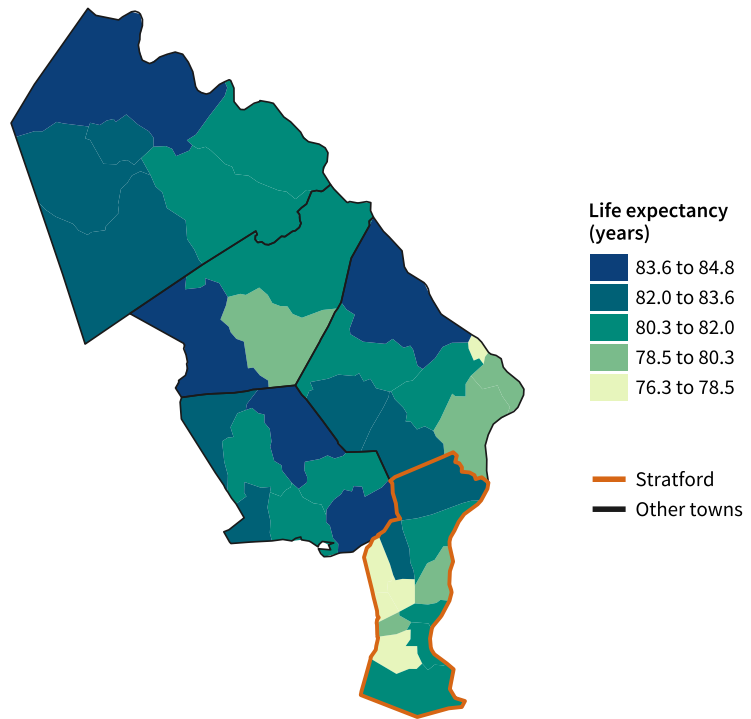 Life expectancy
(years)
83.6 to 84.8
82.0 to 83.6
80.3 to 82.0
78.5 to 80.3
76.3 to 78.5
Stratford
Other towns